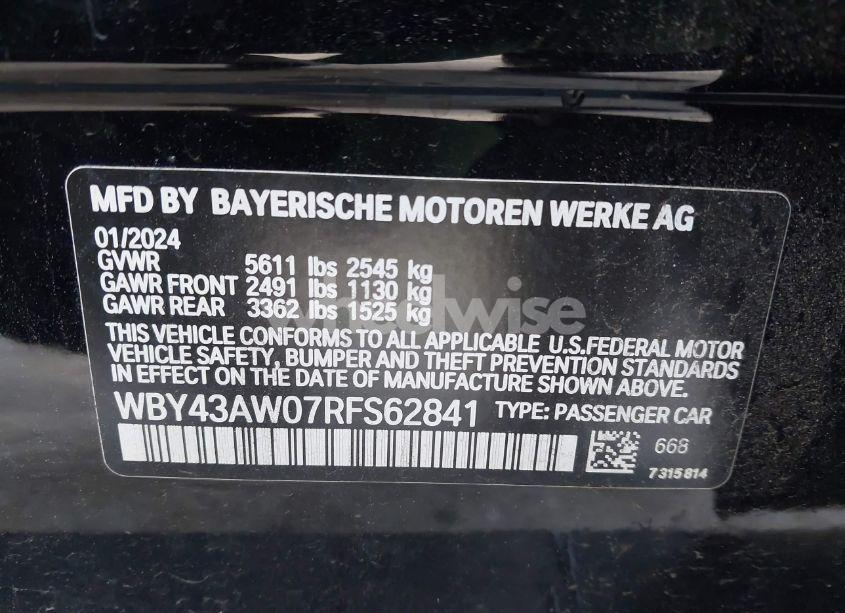 MFD BY BAYERISCHE MOTOREN WERKE AG
01/2024
GVWR 5611 lbs 2545 kg
GAWR FRONT 2491 lbs 1130 kg
GAWR REAR 3362 lbs 1525 kg
THIS VEHICLE CONFORMS TO ALL APPLICABLE U.S.FEDERAL MOTOR
VEHICLE SAFETY, BUMPER AND THEFT PREVENTION STANDARDS
IN EFFECT ON THE DATE OF MANUFACTURE SHOWN ABOVE.
WBY43AW07RFS62841 TYPE: PASSENGER CAR
668
7315814